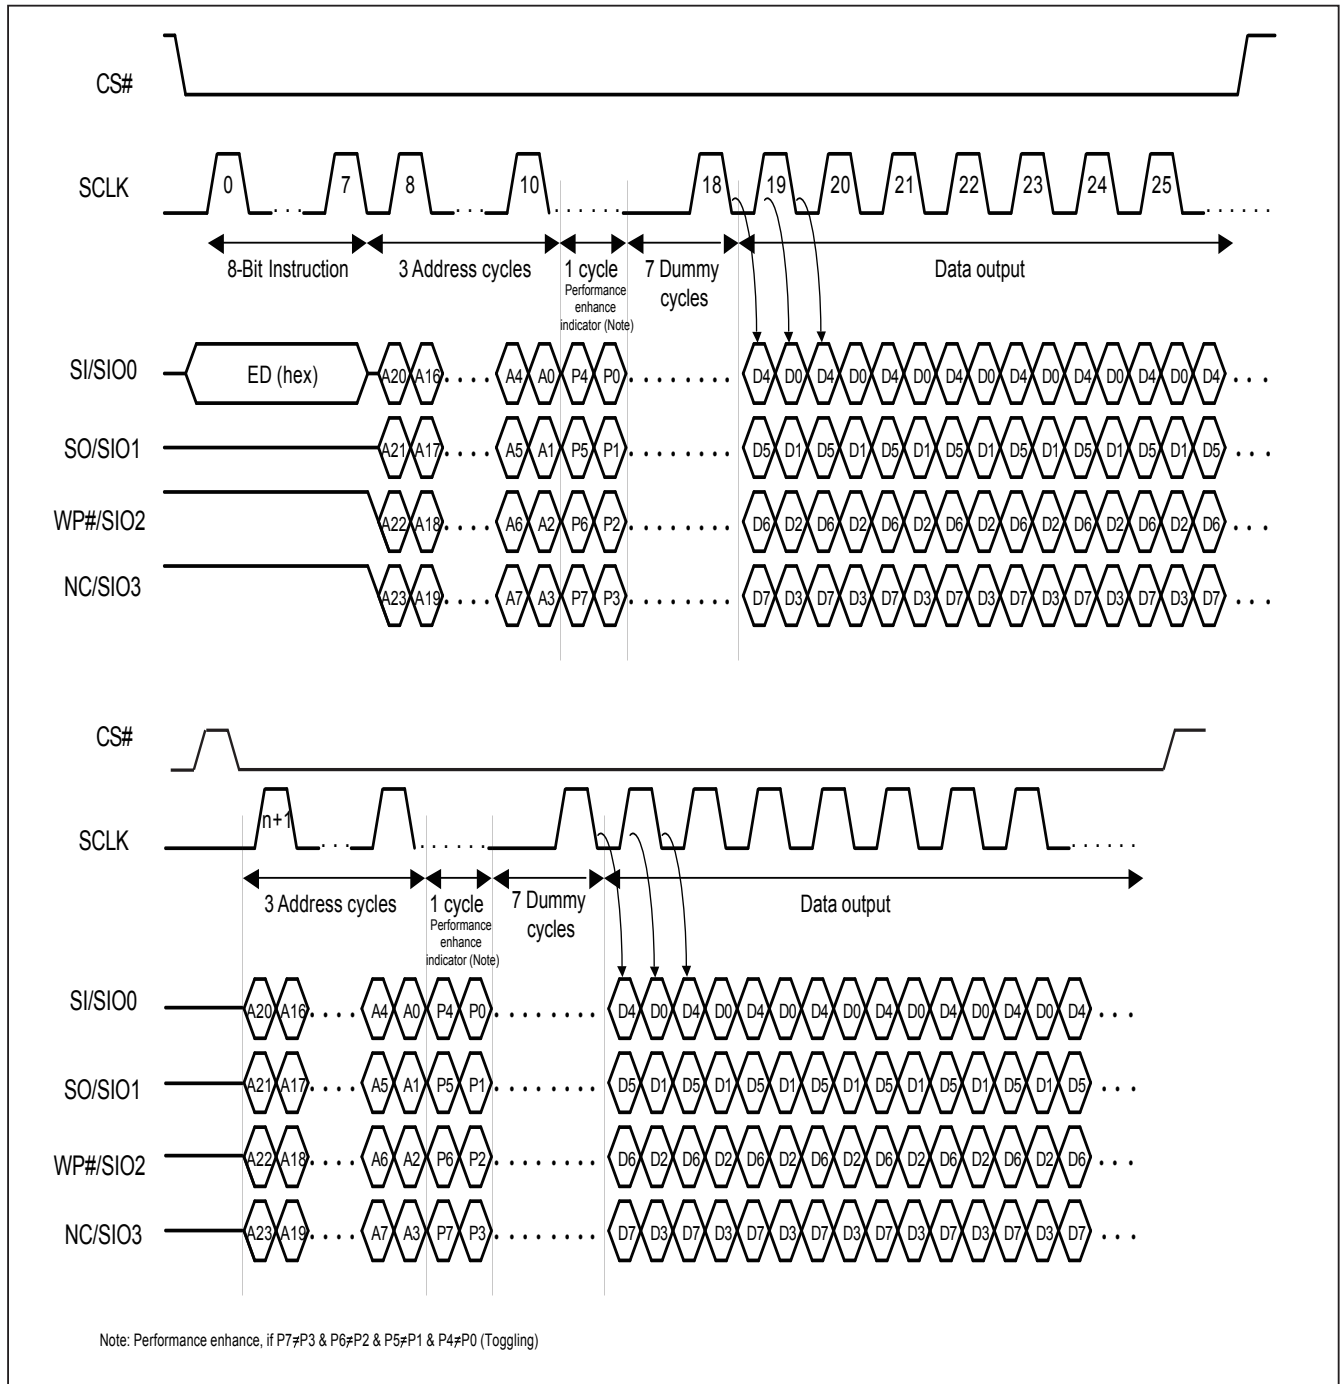 CS#
SCLK
0 7 8 10 18 19 20 21 22 23 24 25
8-Bit Instruction 3 Address cycles 1 cycle 7 Dummy Data output
Performance cycles
enhance
indicator (Note)
SI/SIO0 ED (hex) A20 A16 A4 A0 P4 P0 D4 D0 D4 D0 D4 D0 D4 D0 D4 D0 D4 D0 D4 D0 D4
SO/SIO1 A21 A17 A5 A1 P5 P1 D5 D1 D5 D1 D5 D1 D5 D1 D5 D1 D5 D1 D5 D1 D5
WP#/SIO2 A22 A18 A6 A2 P6 P2 D6 D2 D6 D2 D6 D2 D6 D2 D6 D2 D6 D2 D6 D2 D6
NC/SIO3 A23 A19 A7 A3 P7 P3 D7 D3 D7 D3 D7 D3 D7 D3 D7 D3 D7 D3 D7 D3 D7
CS#
n+1
SCLK
3 Address cycles 1 cycle 7 Dummy Data output
Performance cycles
enhance
indicator (Note)
SI/SIO0 A20 A16 A4 A0 P4 P0 D4 D0 D4 D0 D4 D0 D4 D0 D4 D0 D4 D0 D4 D0 D4
SO/SIO1 A21 A17 A5 A1 P5 P1 D5 D1 D5 D1 D5 D1 D5 D1 D5 D1 D5 D1 D5 D1 D5
WP#/SIO2 A22 A18 A6 A2 P6 P2 D6 D2 D6 D2 D6 D2 D6 D2 D6 D2 D6 D2 D6 D2 D6
NC/SIO3 A23 A19 A7 A3 P7 P3 D7 D3 D7 D3 D7 D3 D7 D3 D7 D3 D7 D3 D7 D3 D7
Note: Performance enhance, if P7≠P3 & P6≠P2 & P5≠P1 & P4≠P0 (Toggling)